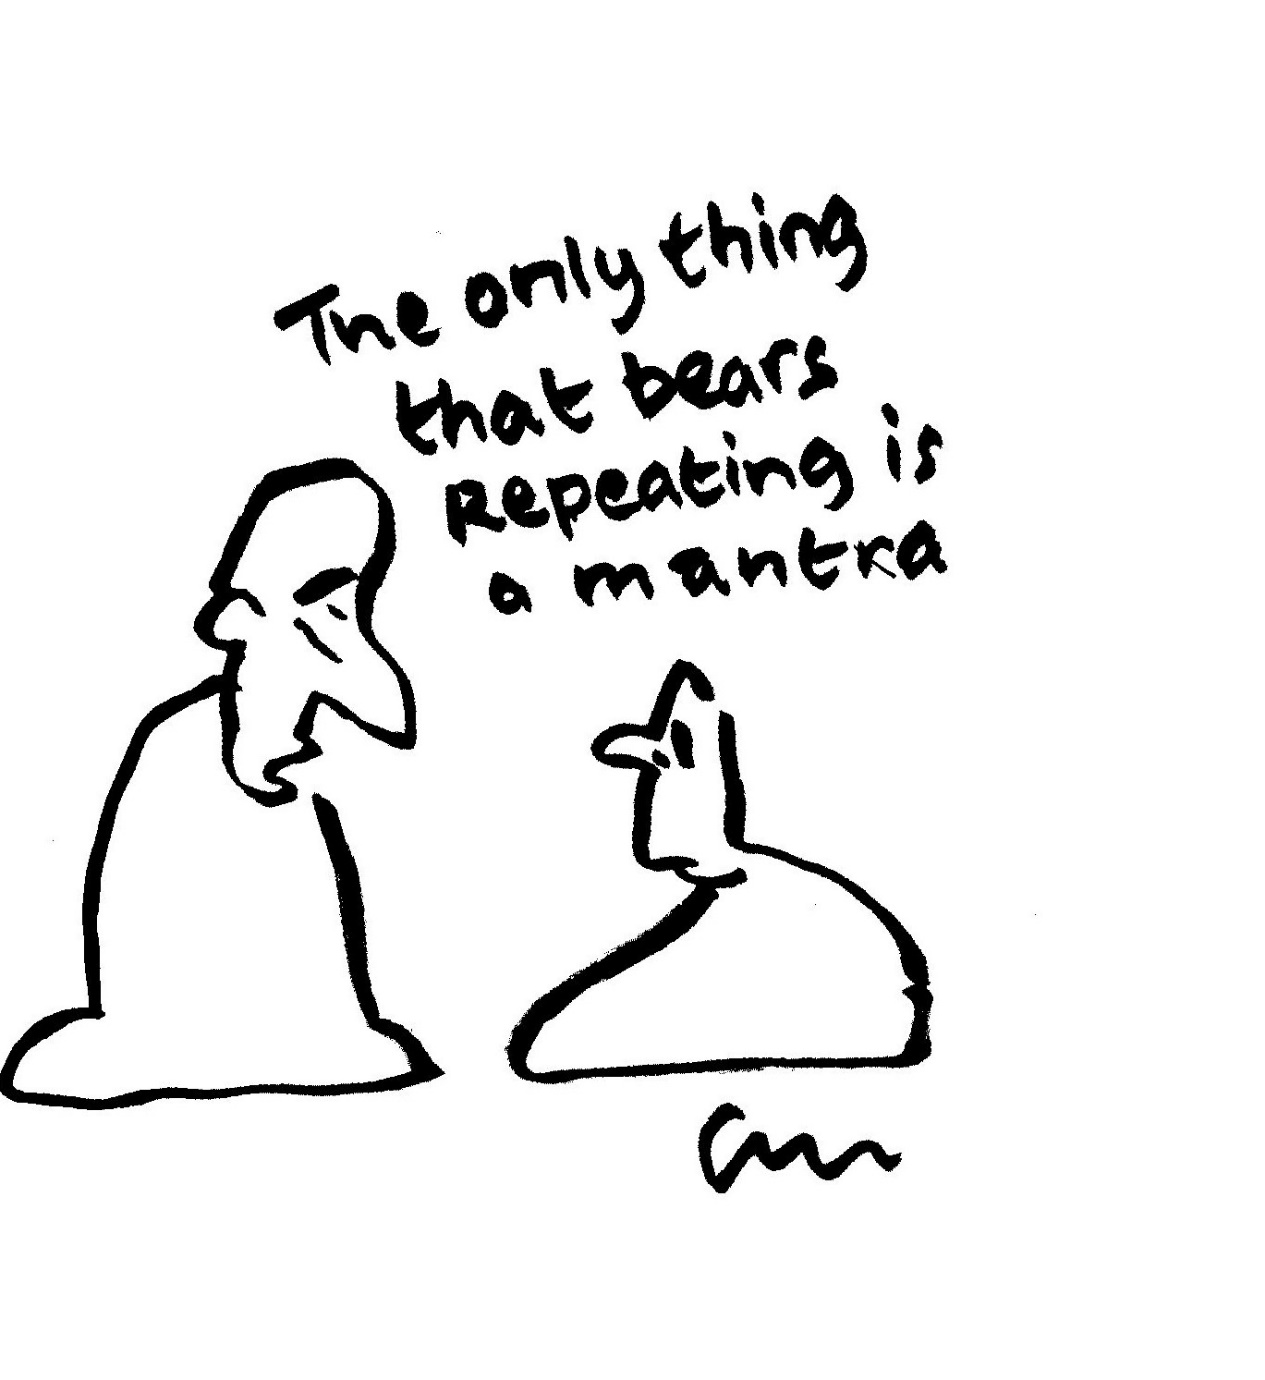 The only thing
that bears
Repeating is
a mantra